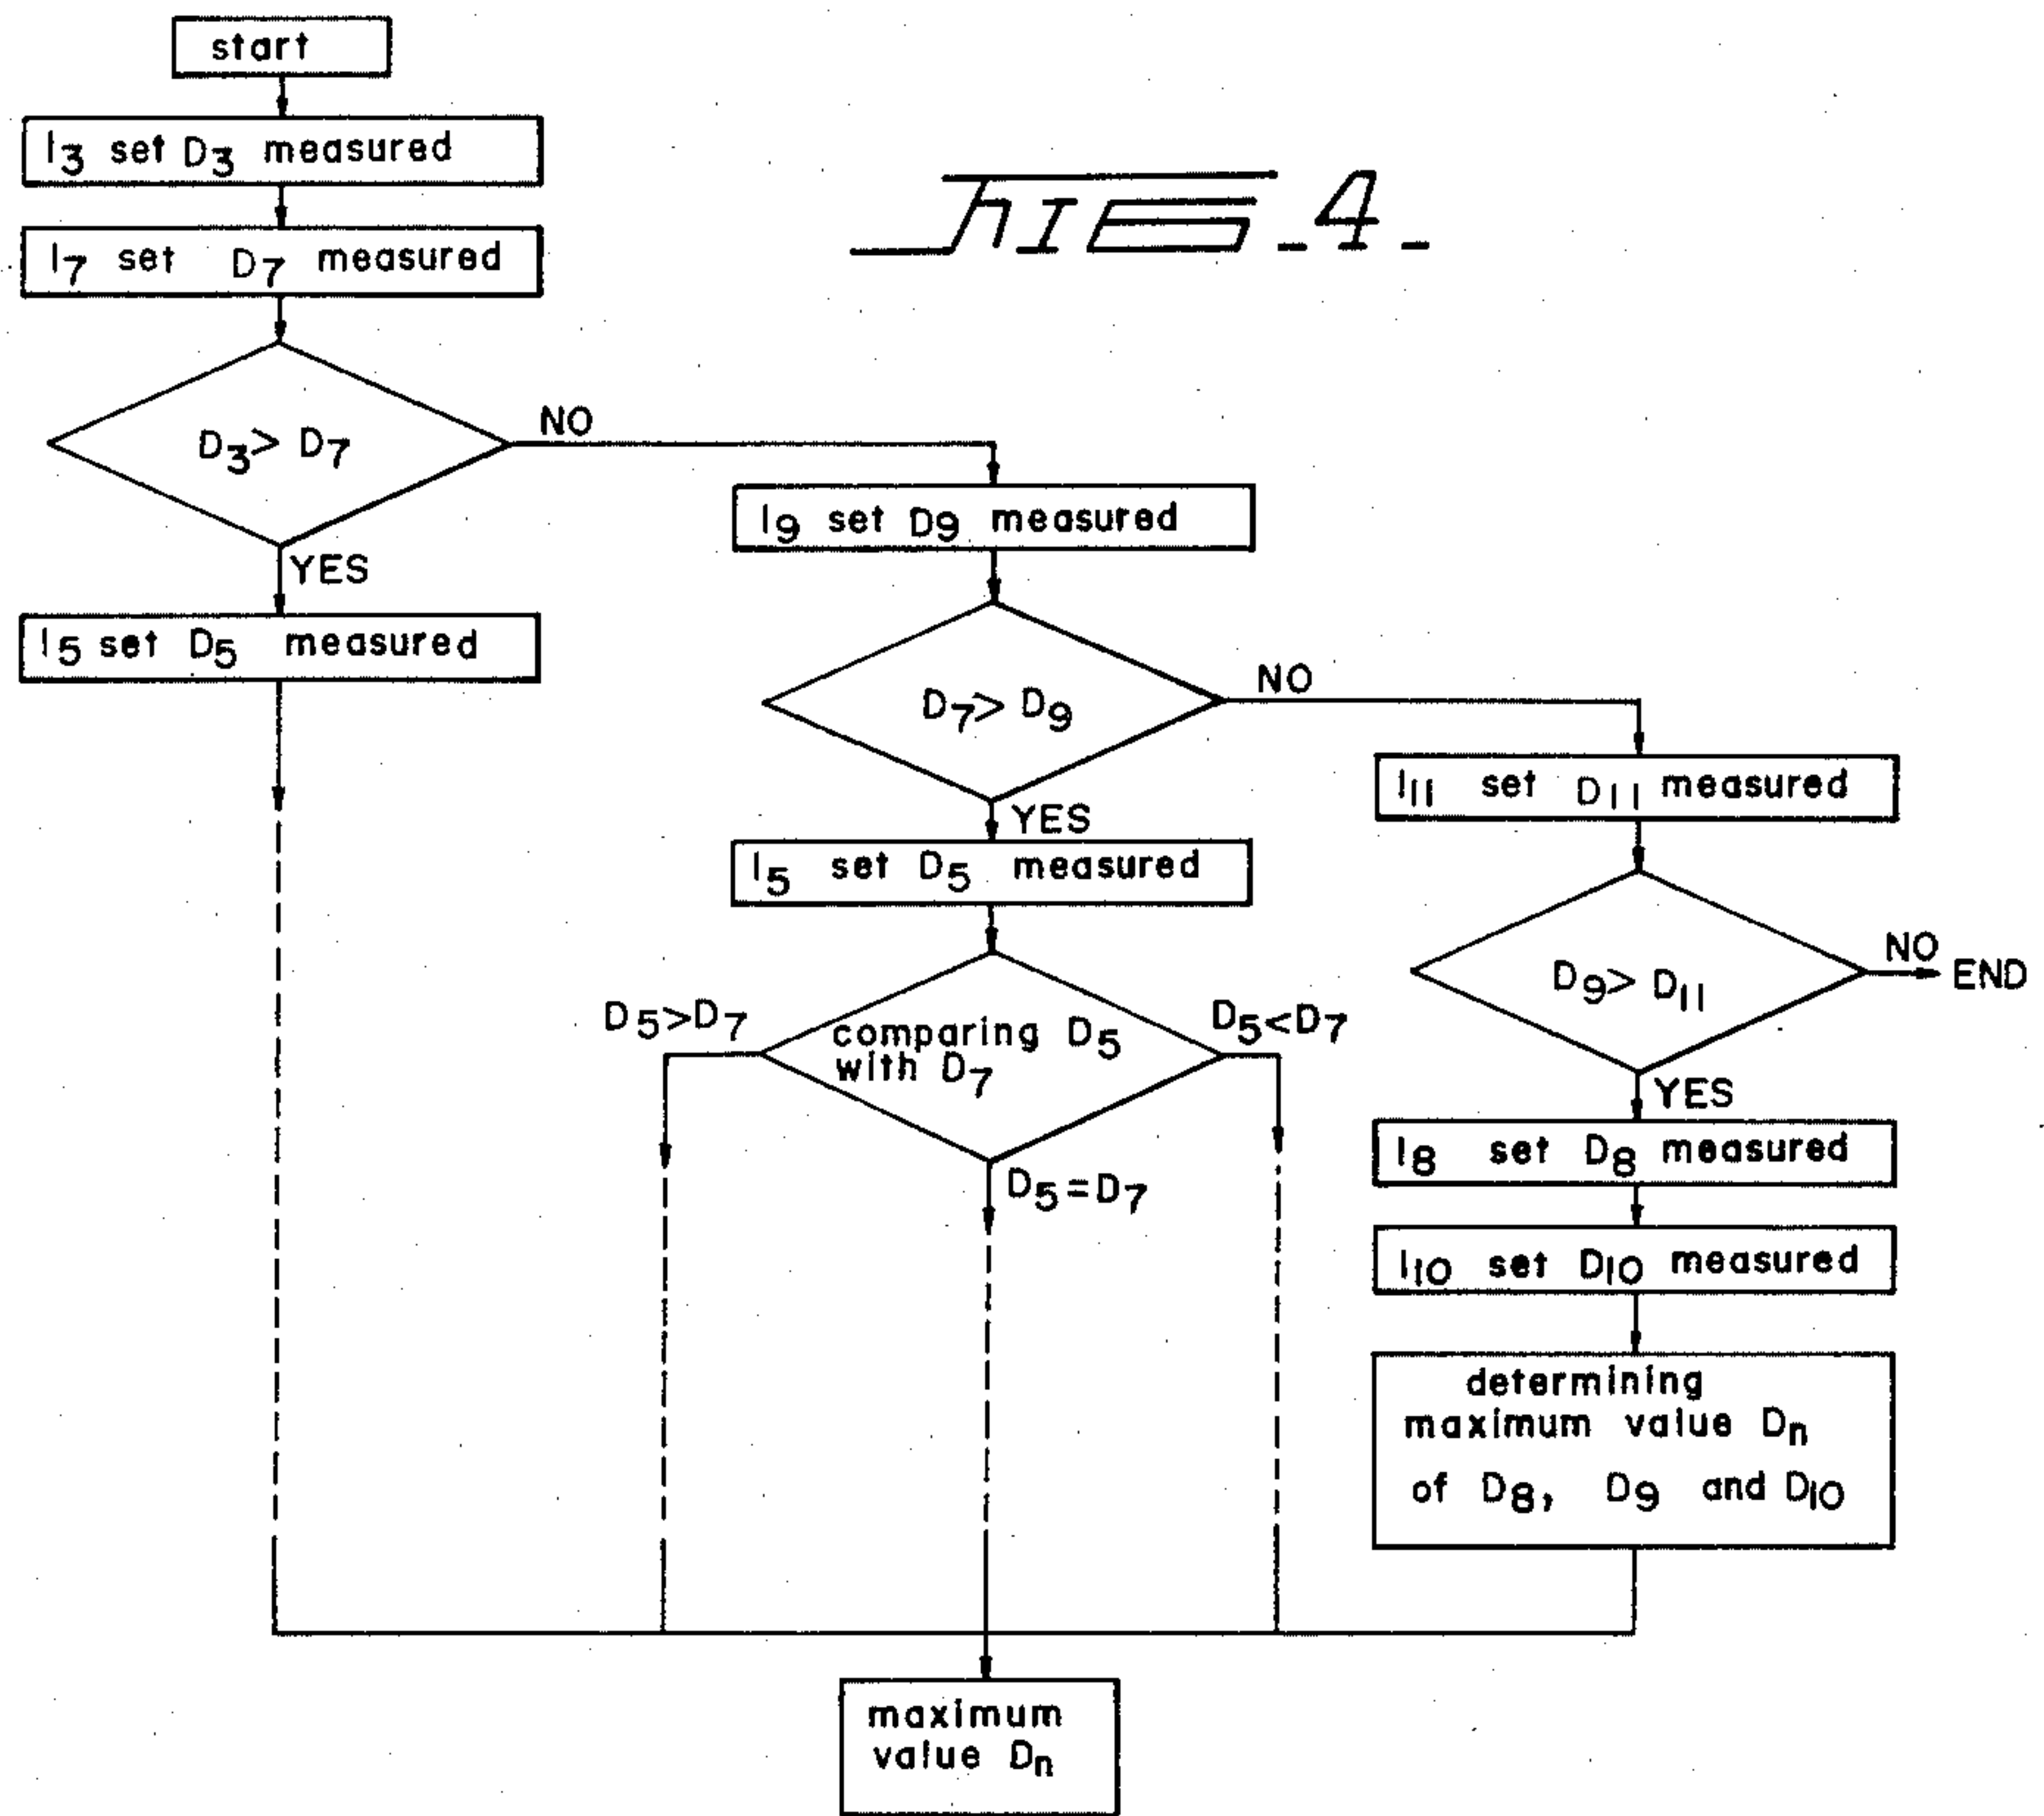 start
I3 set D3 measured
FIG_4_
I7 set D7 measured
D3> D7
NO
YES
I5 set D5 measured
I9 set D9 measured
D7> D9
NO
YES
I5 set D5 measured
comparing D5
with D7
D5>D7
D5<D7
D5=D7
I11 set D11 measured
D9> D11
NO
END
YES
I8 set D8 measured
I10 set D10 measured
determining
maximum value Dn
of D8, D9 and D10
maximum
value Dn